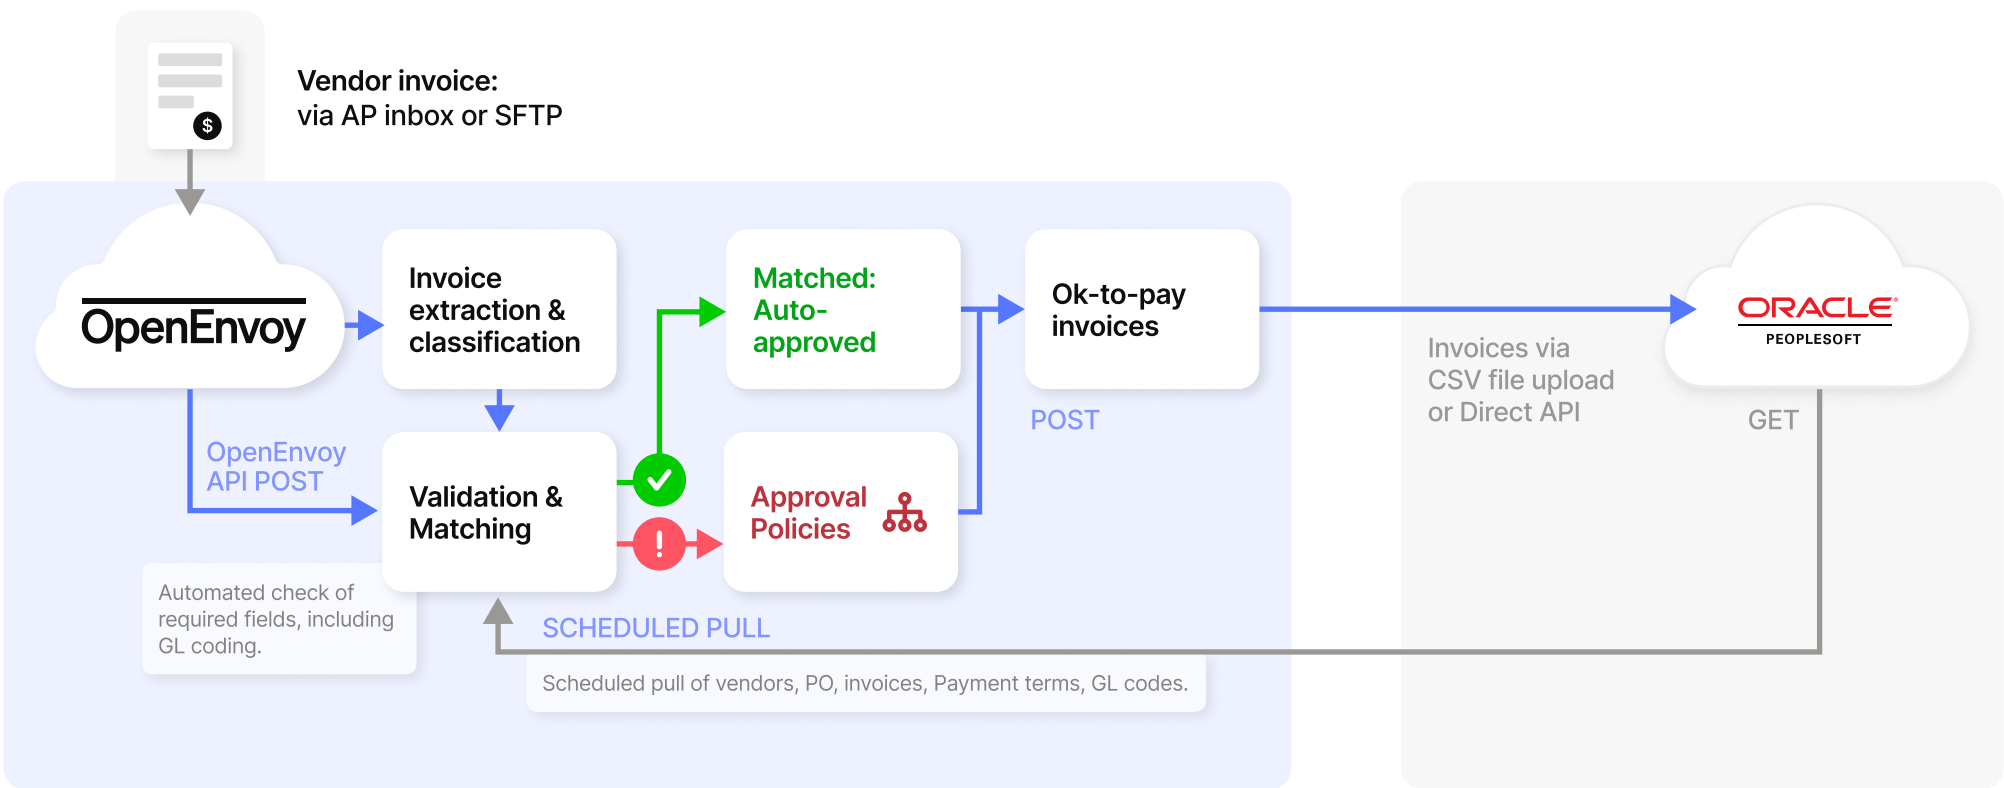 $
Vendor invoice:
via AP inbox or SFTP
OpenEnvoy
Invoice
extraction &
classification
Matched:
Auto-
approved
Ok-to-pay
invoices
ORACLE®
PEOPLESOFT
Invoices via
CSV file upload
or Direct API
POST
GET
OpenEnvoy
API POST
Validation &
Matching
!
Approval
Policies
Automated check of
required fields, including
GL coding.
SCHEDULED PULL
Scheduled pull of vendors, PO, invoices, Payment terms, GL codes.